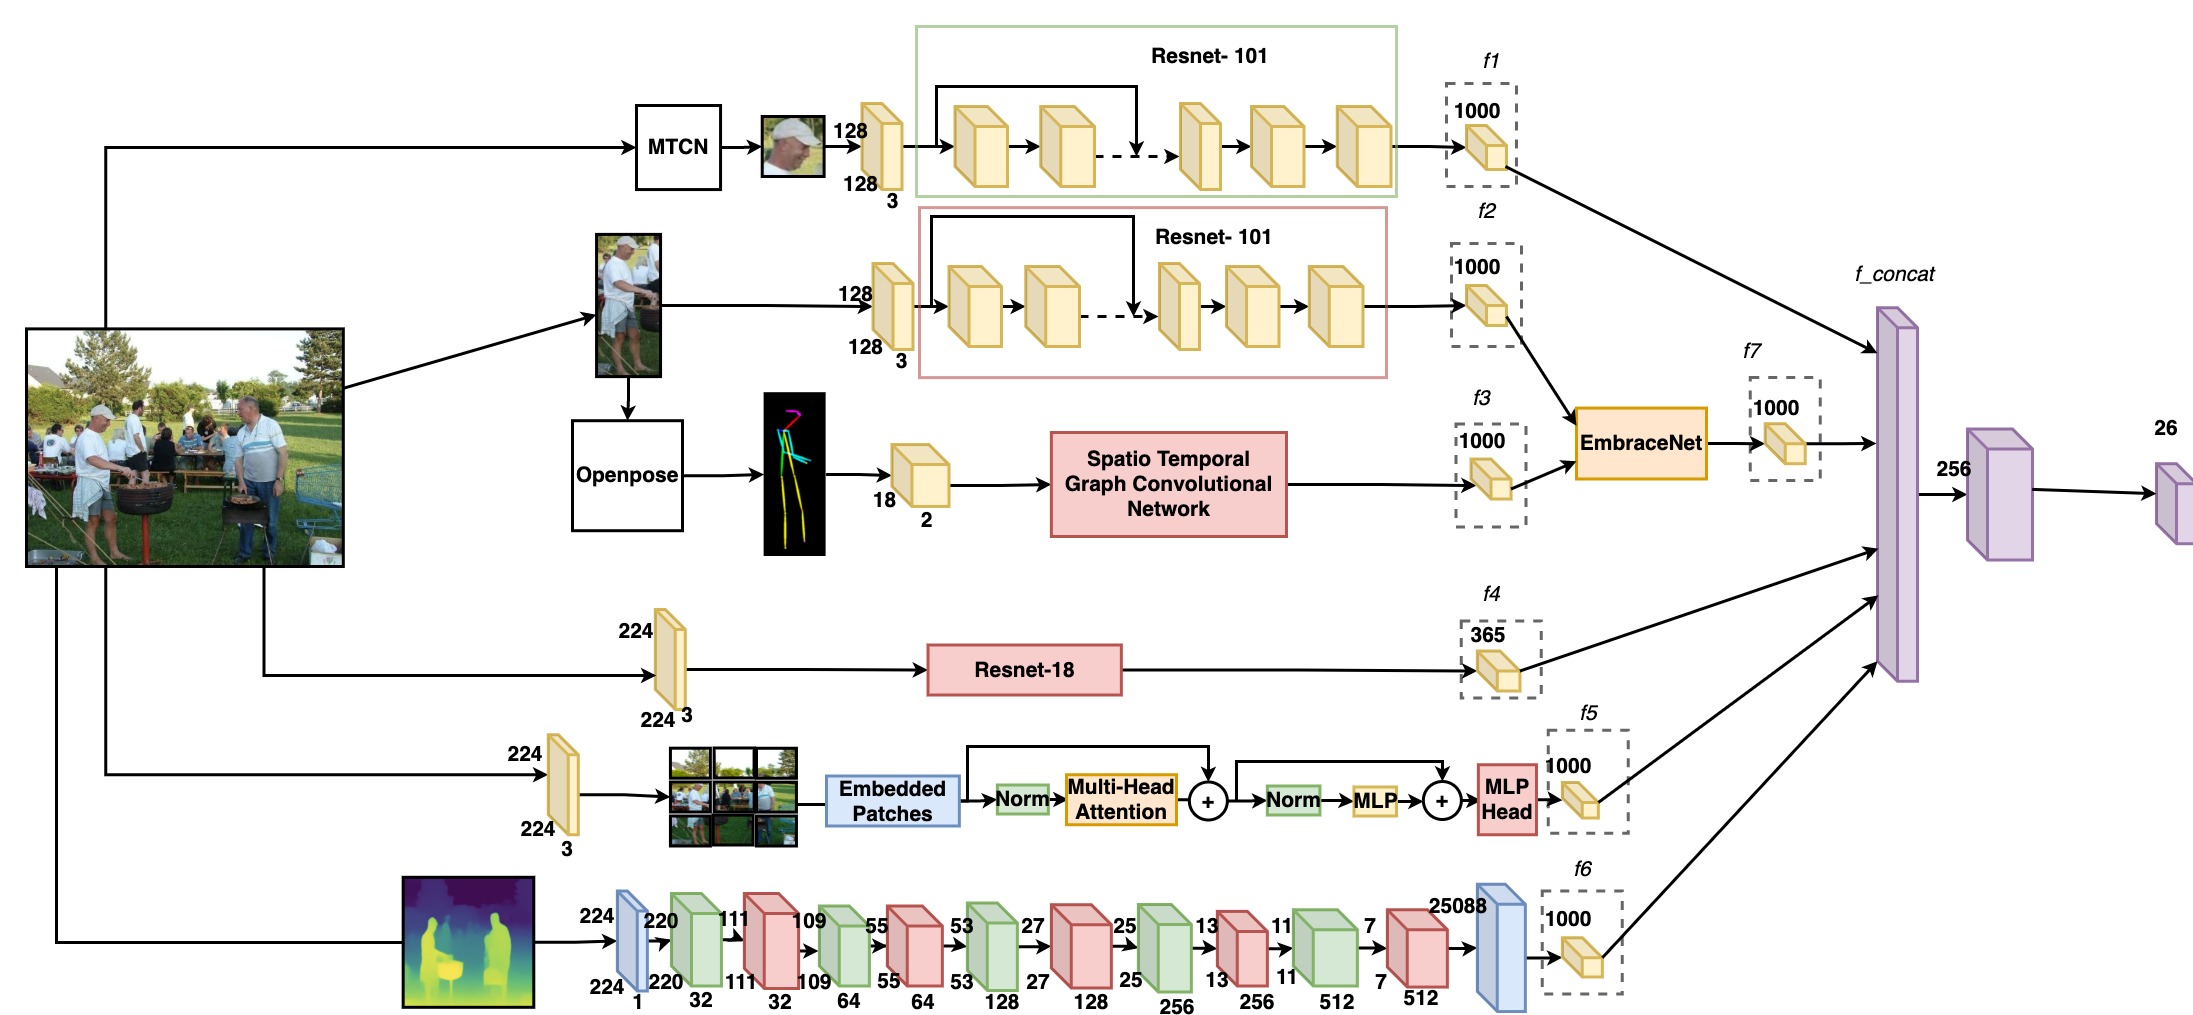 Resnet- 101
f1
1000
MTCN
128
128
3
Resnet- 101
f2
1000
128
128
3
f_concat
f7
1000
f3
1000
EmbraceNet
Openpose
18
2
Spatio Temporal
Graph Convolutional
Network
256
26
f4
365
224
224
3
Resnet-18
f5
1000
224
224
3
Embedded
Patches
Norm
Multi-Head
Attention
+
Norm
MLP
+
MLP
Head
f6
1000
224
224
1
220
220
32
111
111
32
109
109
64
55
55
64
53
53
128
27
27
128
25
25
256
13
13
256
11
11
512
7
7
512
25088